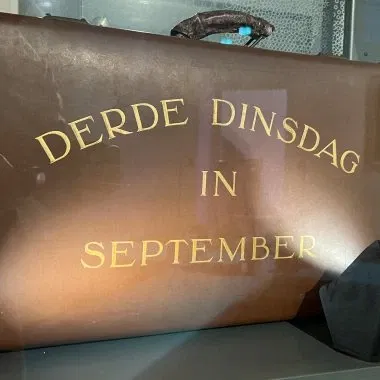 DERDE DINSDAG
IN
SEPTEMBER